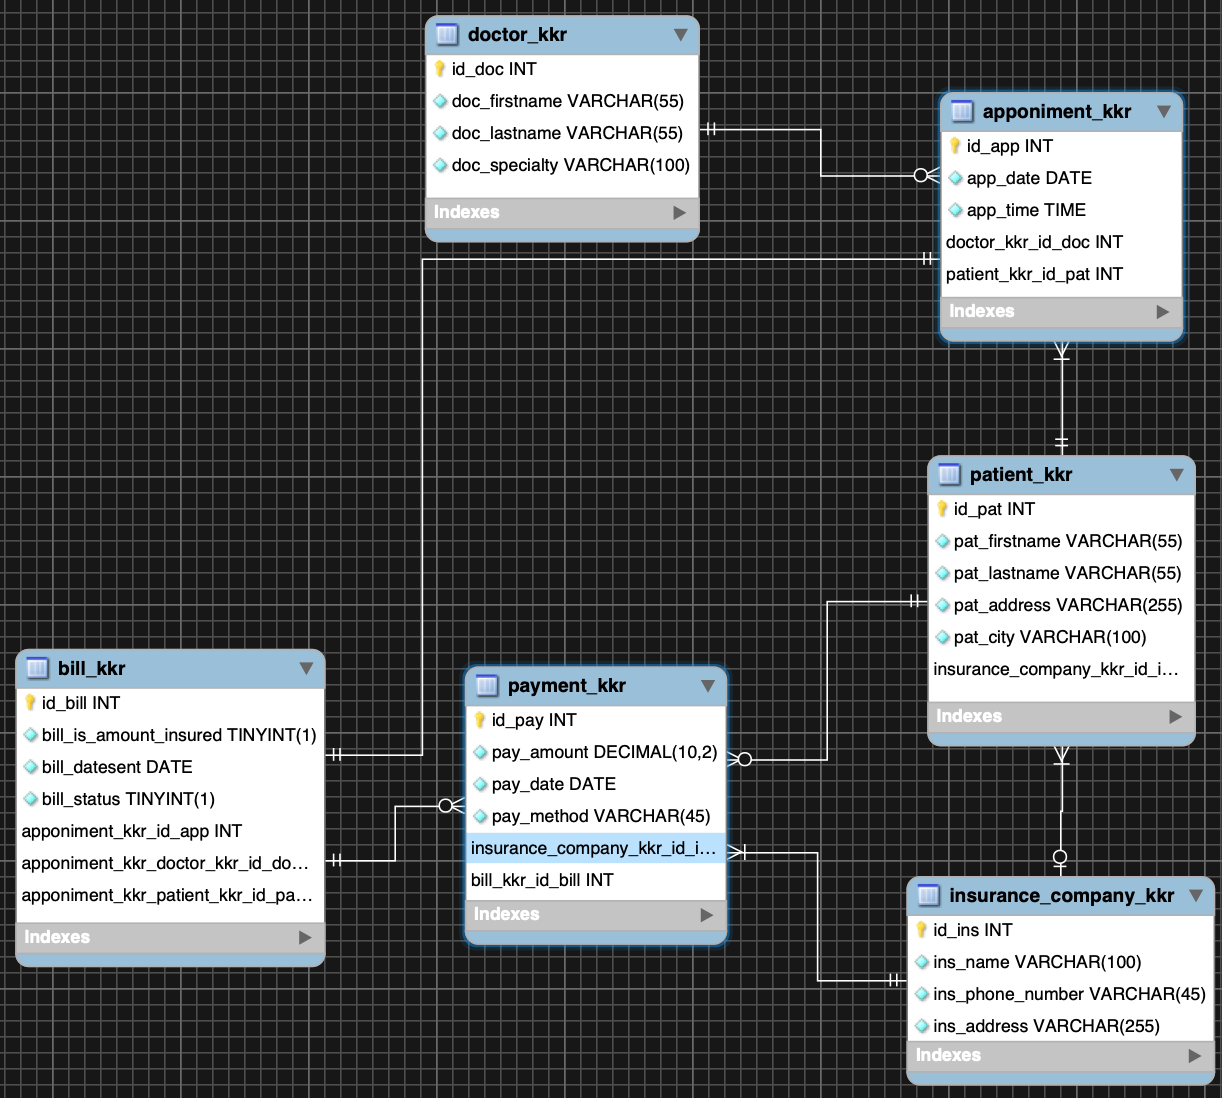 doctor_kkr
id_doc INT
doc_firstname VARCHAR(55)
doc_lastname VARCHAR(55)
doc_specialty VARCHAR(100)
Indexes
apponiment_kkr
id_app INT
app_date DATE
app_time TIME
doctor_kkr_id_doc INT
patient_kkr_id_pat INT
Indexes
patient_kkr
id_pat INT
pat_firstname VARCHAR(55)
pat_lastname VARCHAR(55)
pat_address VARCHAR(255)
pat_city VARCHAR(100)
insurance_company_kkr_id_i...
Indexes
bill_kkr
id_bill INT
bill_is_amount_insured TINYINT(1)
bill_datesent DATE
bill_status TINYINT(1)
apponiment_kkr_id_app INT
apponiment_kkr_doctor_kkr_id_do...
apponiment_kkr_patient_kkr_id_pa...
Indexes
payment_kkr
id_pay INT
pay_amount DECIMAL(10,2)
pay_date DATE
pay_method VARCHAR(45)
insurance_company_kkr_id_i...
bill_kkr_id_bill INT
Indexes
insurance_company_kkr
id_ins INT
ins_name VARCHAR(100)
ins_phone_number VARCHAR(45)
ins_address VARCHAR(255)
Indexes